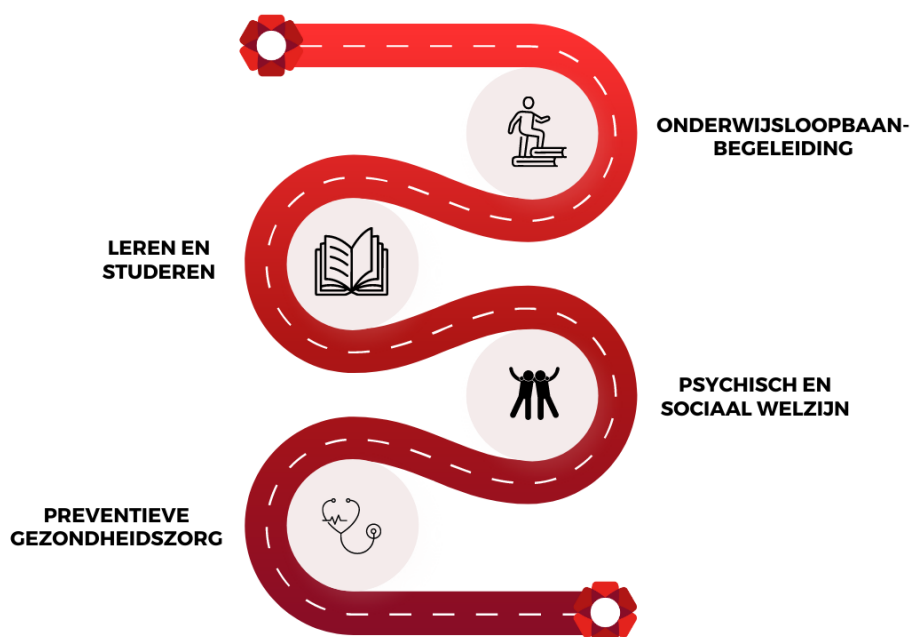 ONDERWIJSLOOPBAAN-
BEGELEIDING
LEREN EN
STUDEREN
PSYCHISCH EN
SOCIAAL WELZIJN
PREVENTIEVE
GEZONDHEIDSZORG